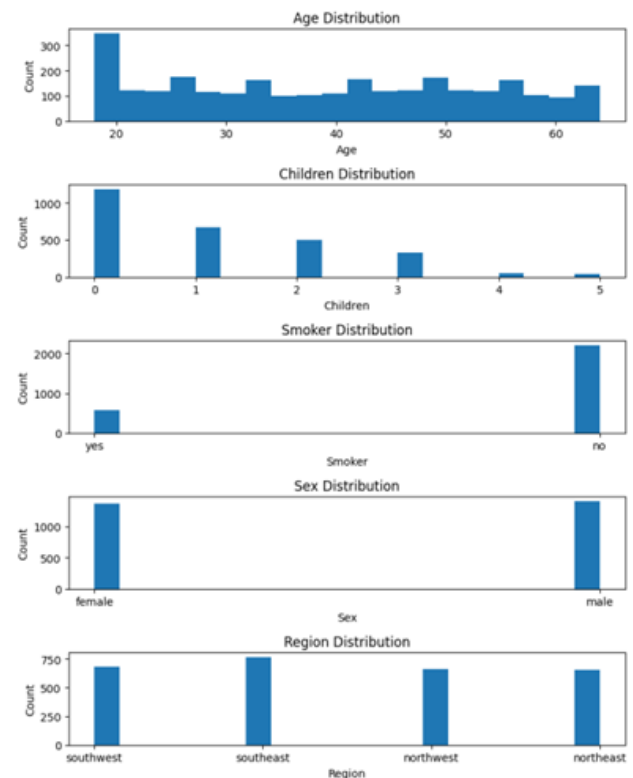 Age Distribution
300
200
100
0
Count
20 30 40 50 60
Age
Children Distribution
1000
500
0
Count
0 1 2 3 4 5
Children
Smoker Distribution
2000
1000
0
Count
yes no
Smoker
Sex Distribution
1000
500
0
Count
female male
Sex
Region Distribution
750
500
250
0
Count
southwest southeast northwest northeast
Region